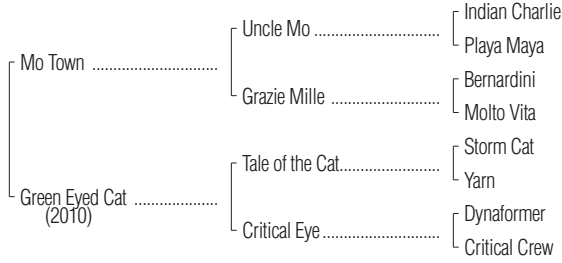 Indian Charlie
Uncle Mo ..............................
Playa Maya
Mo Town ..............................
Bernardini
Grazie Mille ..........................
Molto Vita
Storm Cat
Tale of the Cat........................
Yarn
Green Eyed Cat ....................
(2010)
Dynaformer
Critical Eye............................
Critical Crew